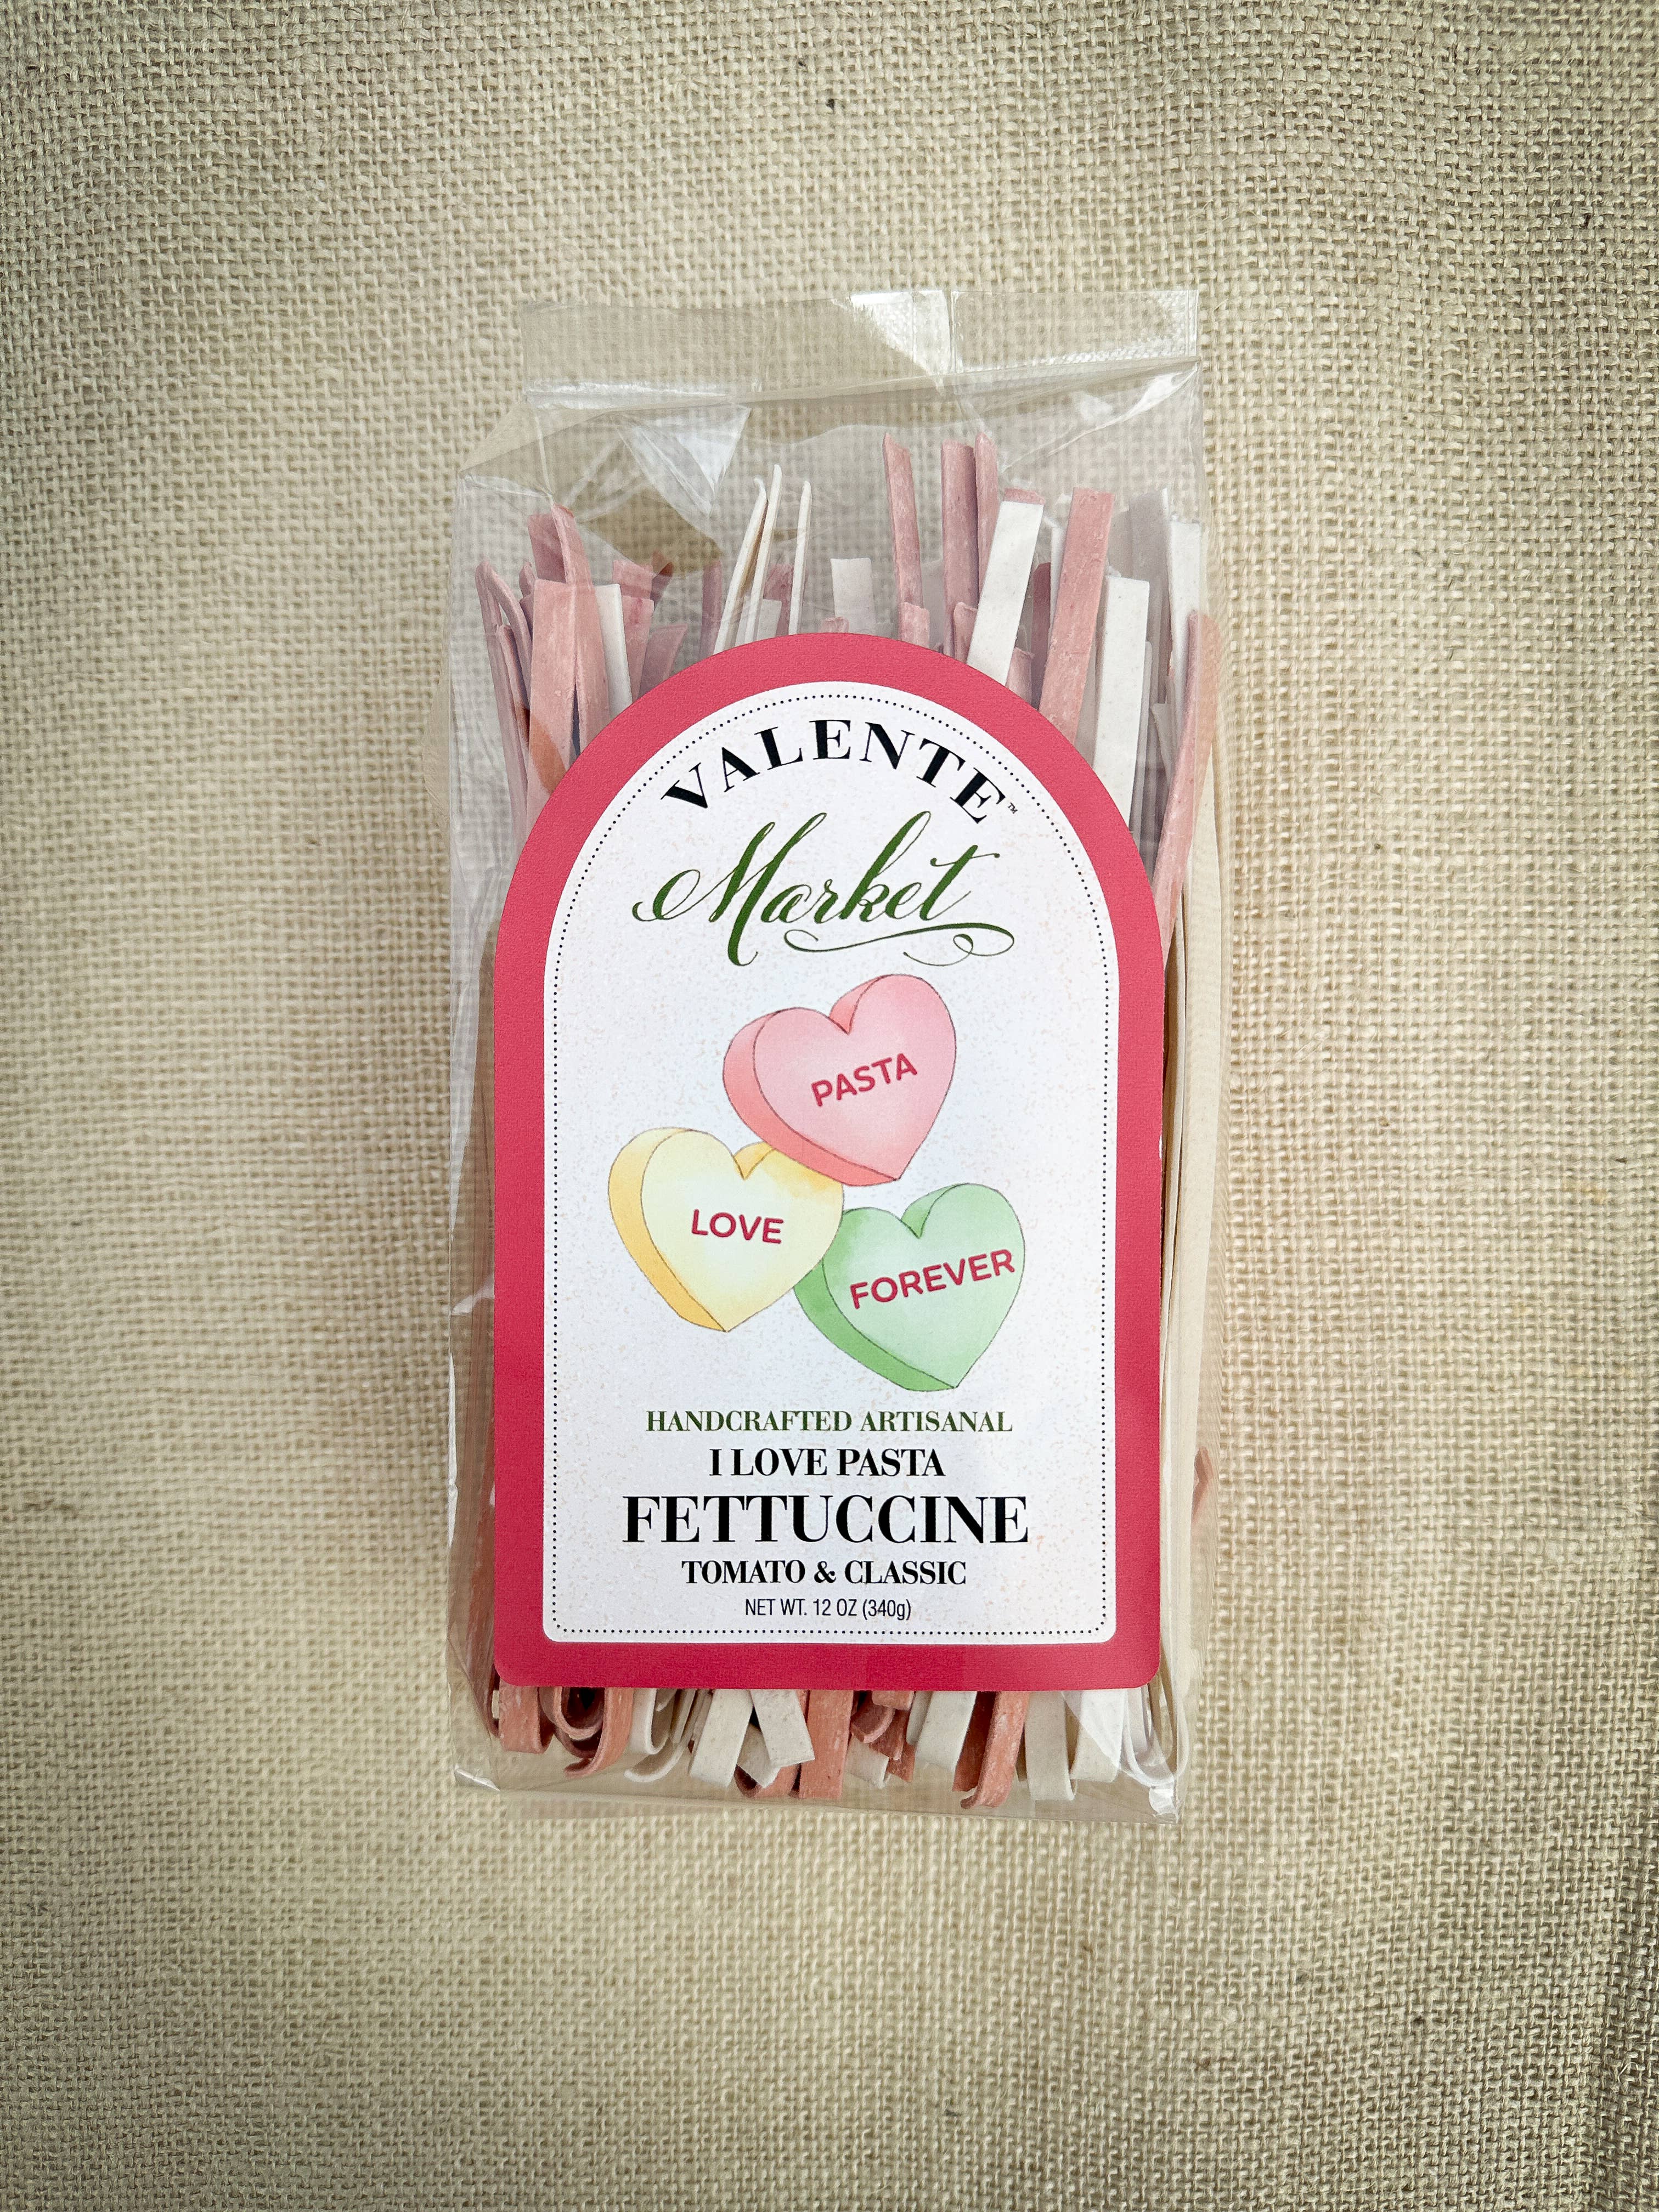 VALENTE™
Market
PASTA
LOVE
FOREVER
HANDCRAFTED ARTISANAL
I LOVE PASTA
FETTUCCINE
TOMATO & CLASSIC
NET WT. 12 OZ (340g)